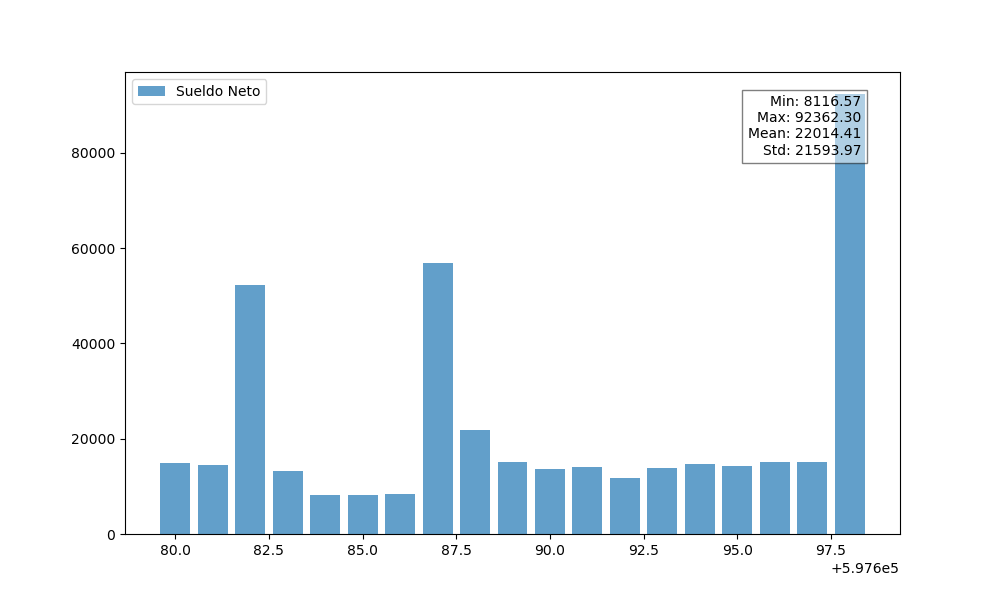 Sueldo Neto
Min: 8116.57
Max: 92362.30
Mean: 22014.41
Std: 21593.97
80000
60000
40000
20000
0
80.0 82.5 85.0 87.5 90.0 92.5 95.0 97.5
+5.976e5